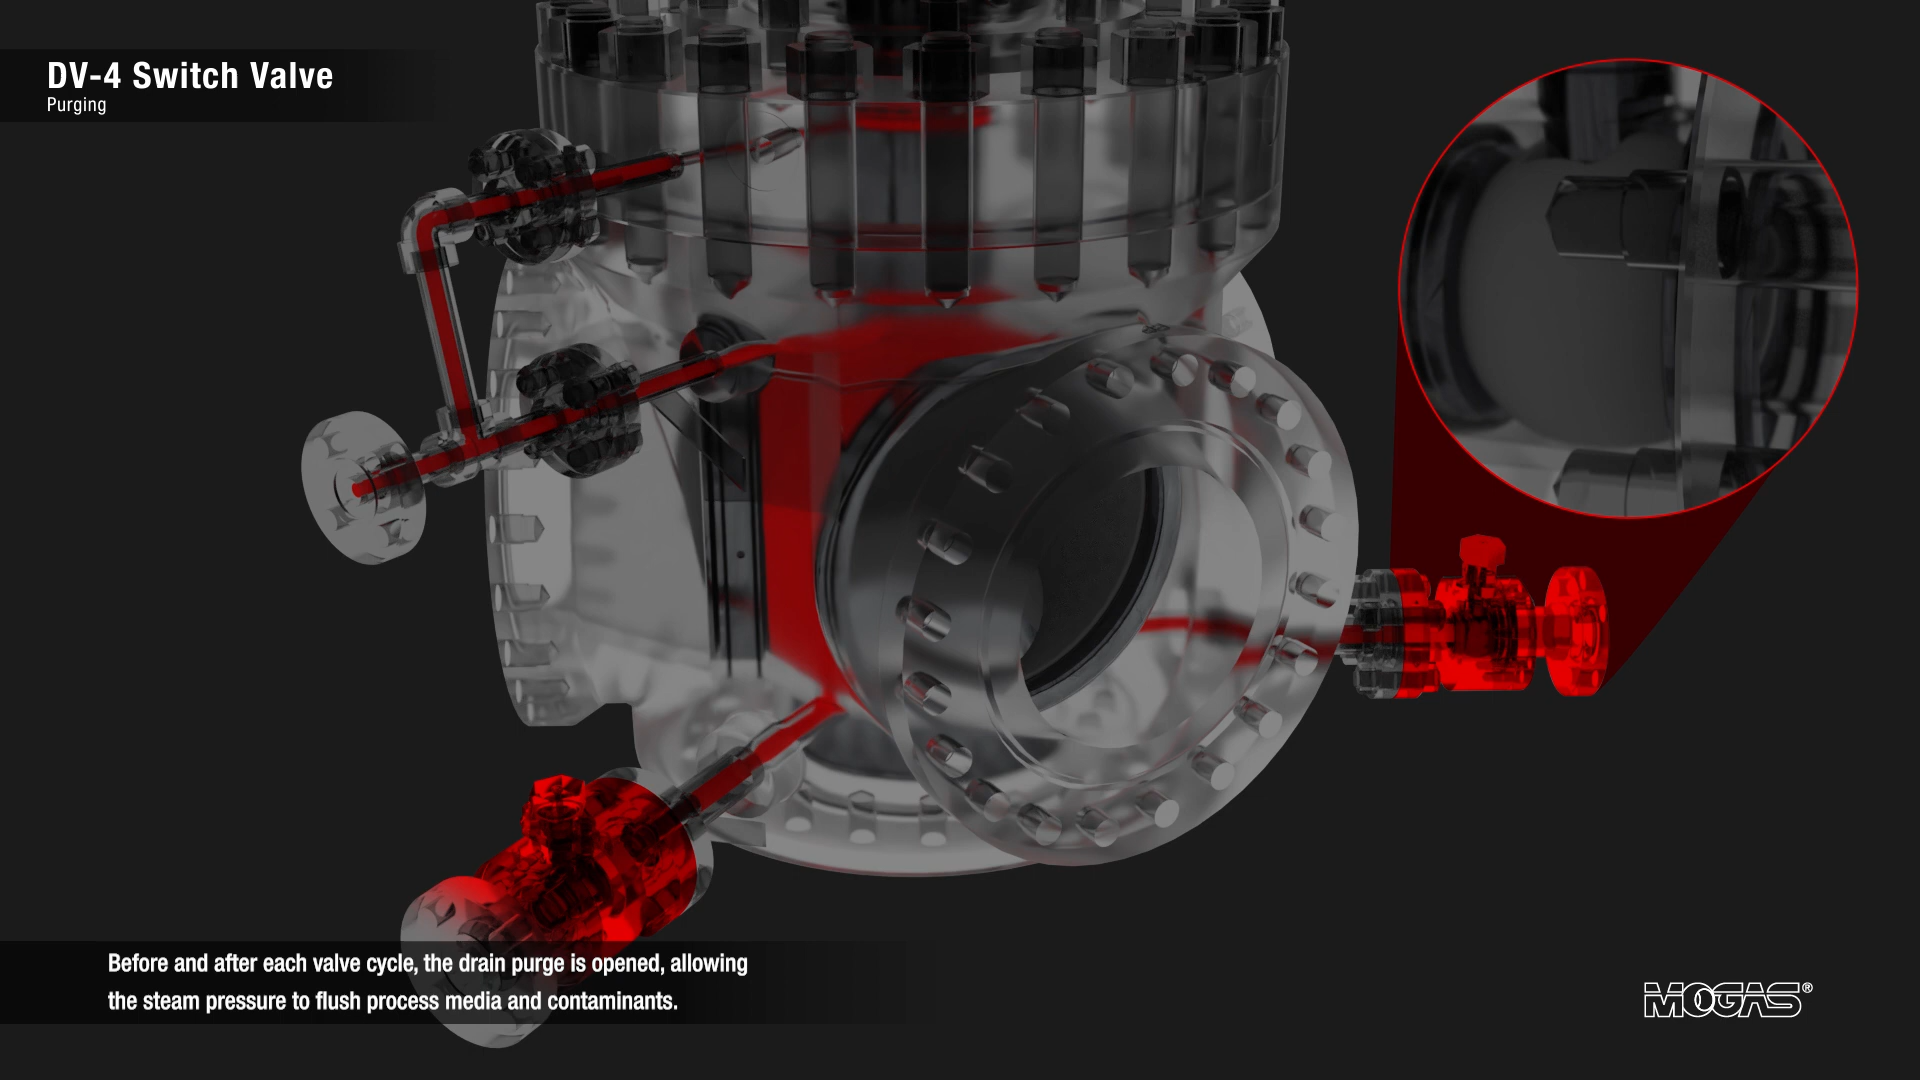 DV-4 Switch Valve
Purging
Before and after each valve cycle, the drain purge is opened, allowing
the steam pressure to flush process media and contaminants.
MOGAS®